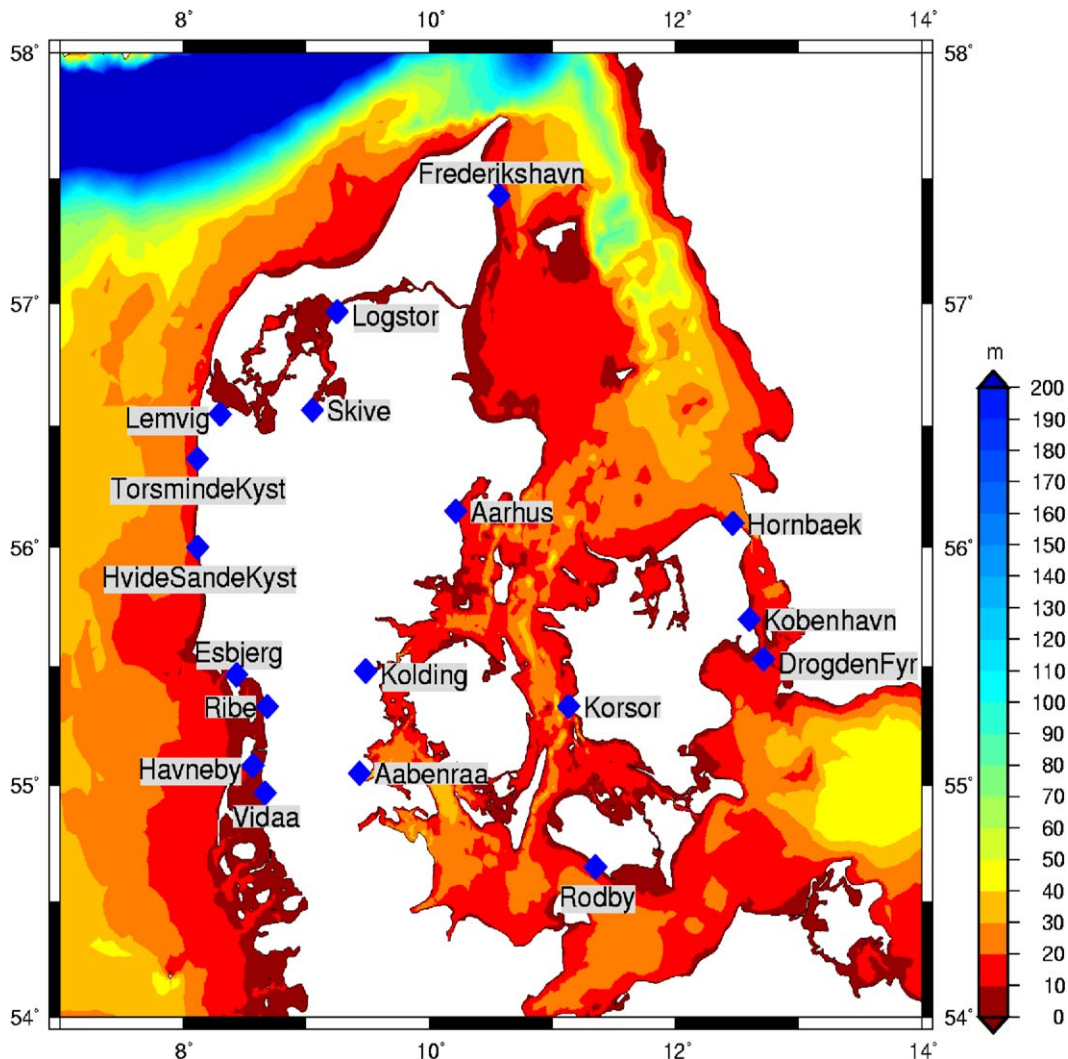 8° 10° 12° 14°
58° 58°
Frederikshavn
57° 57°
Logstor
m
200
190
180
170
160
150
140
130
120
110
100
90
80
70
60
50
40
30
20
10
0
Lemvig Skive
TorsmindeKyst
Aarhus Hornbaek
56° 56°
HvideSandeKyst
Kobenhavn
Esbjerg
Kolding DrogdenFyr
Ribe Korsor
Havneby Aabenraa
55° 55°
Vidaa
Rodby
54° 54°
8° 10° 12° 14°